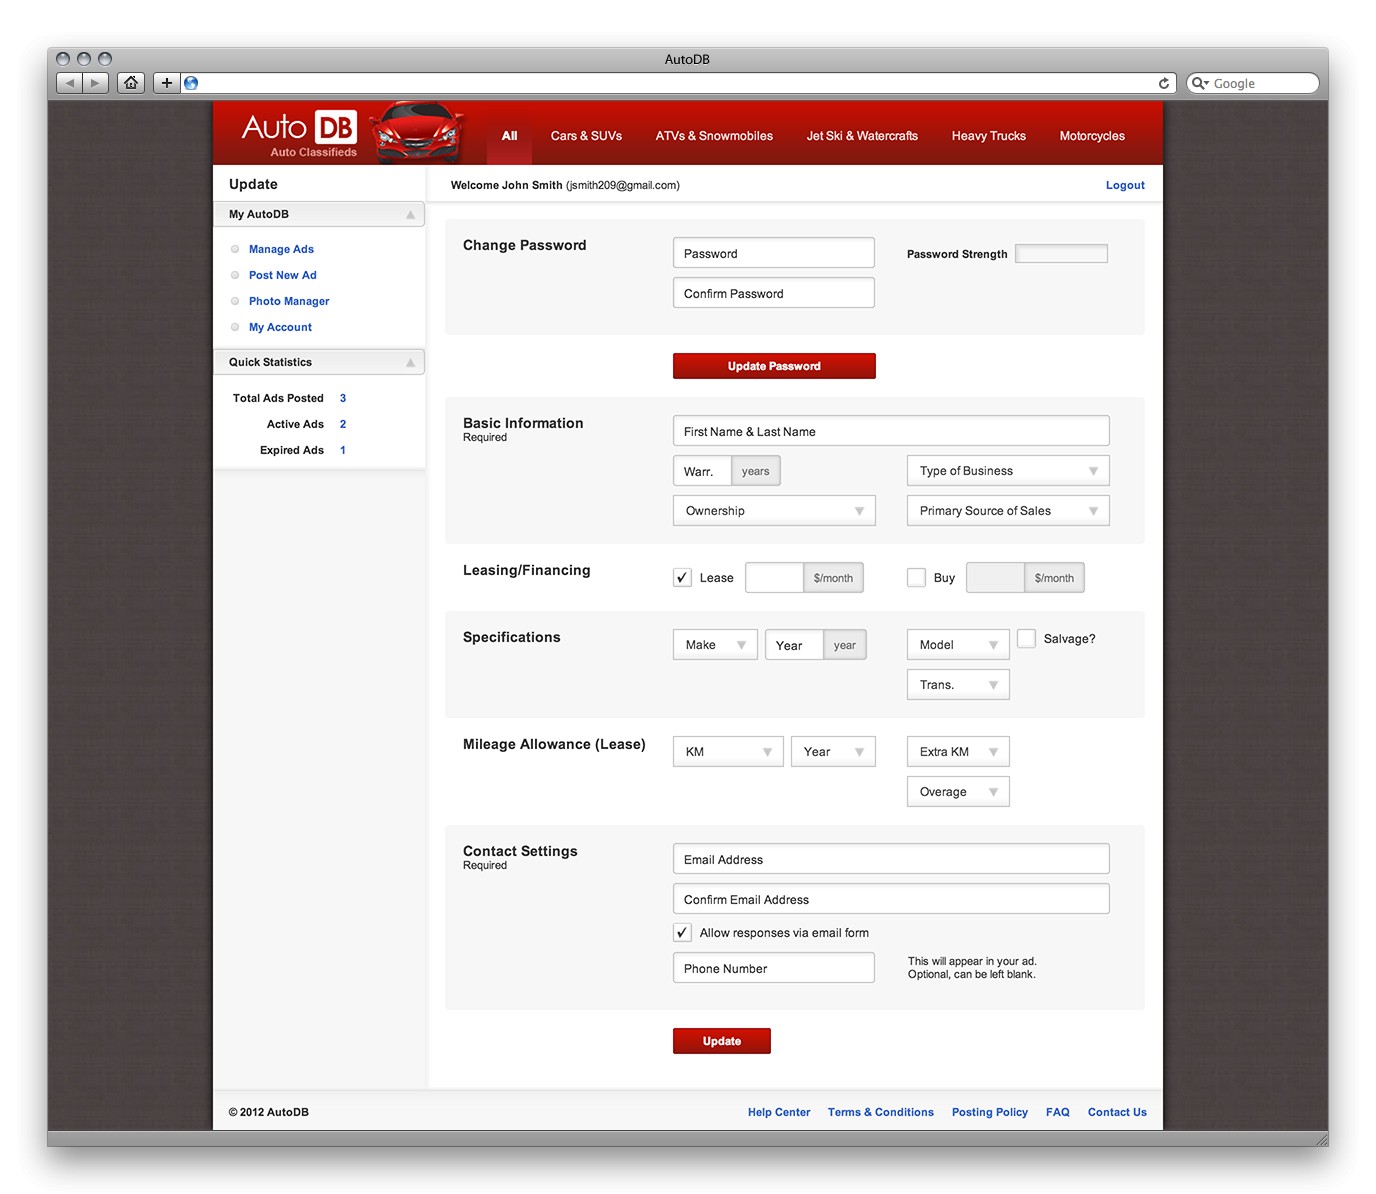 AutoDB
Google
Auto DB
Auto Classifieds
All
Cars & SUVs
ATVs & Snowmobiles
Jet Ski & Watercrafts
Heavy Trucks
Motorcycles
Update
Welcome John Smith (jsmith209@gmail.com)
Logout
My AutoDB
Manage Ads
Post New Ad
Photo Manager
My Account
Quick Statistics
Total Ads Posted 3
Active Ads 2
Expired Ads 1
Change Password
Password
Password Strength
Confirm Password
Update Password
Basic Information
Required
First Name & Last Name
Warr. years
Type of Business
Ownership
Primary Source of Sales
Leasing/Financing
Lease
$/month
Buy
$/month
Specifications
Make
Year year
Model
Salvage?
Trans.
Mileage Allowance (Lease)
KM
Year
Extra KM
Overage
Contact Settings
Required
Email Address
Confirm Email Address
Allow responses via email form
Phone Number
This will appear in your ad.
Optional, can be left blank.
Update
© 2012 AutoDB
Help Center
Terms & Conditions
Posting Policy
FAQ
Contact Us